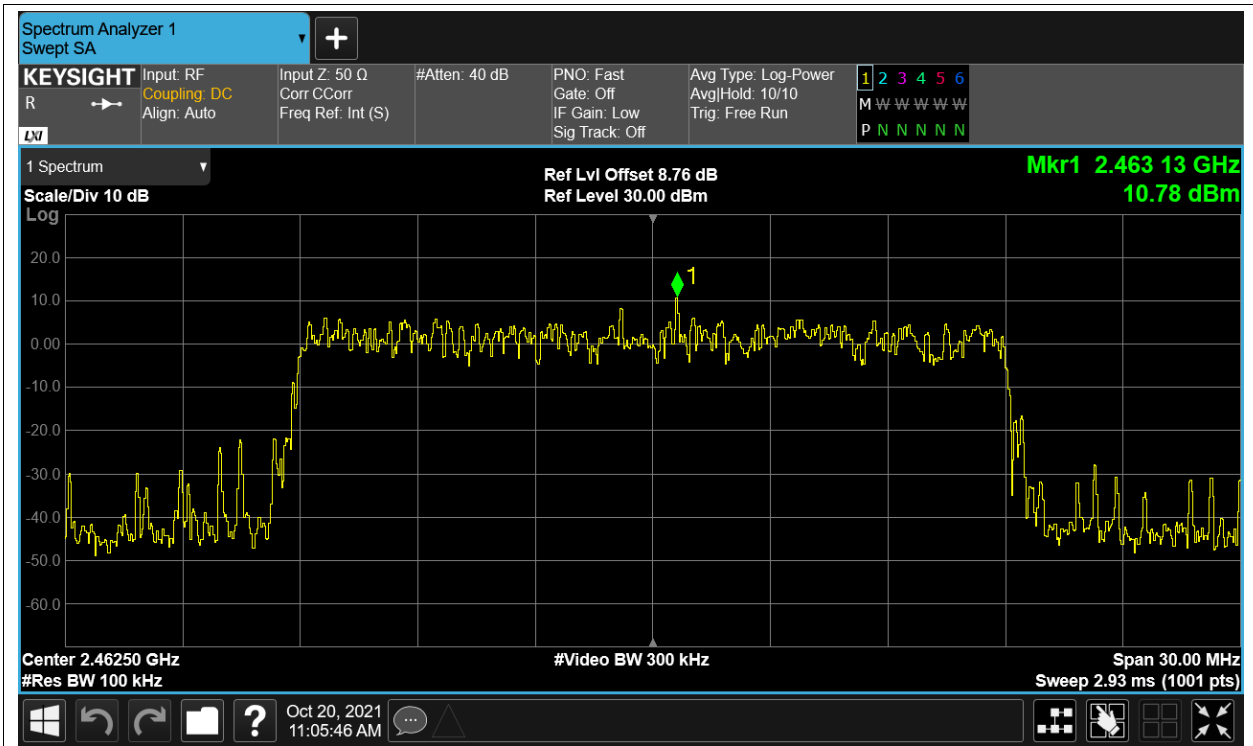 Spectrum Analyzer 1
Swept SA
KEYSIGHT
R
LXI
Input: RF
Coupling: DC
Align: Auto
Input Z: 50 Ω
Corr CCorr
Freq Ref: Int (S)
#Atten: 40 dB
PNO: Fast
Gate: Off
IF Gain: Low
Sig Track: Off
Avg Type: Log-Power
Avg|Hold: 10/10
Trig: Free Run
1 2 3 4 5 6
M W W W W W
P N N N N N
1 Spectrum
Scale/Div 10 dB
Ref Lvl Offset 8.76 dB
Ref Level 30.00 dBm
Mkr1 2.463 13 GHz
10.78 dBm
Log
20.0
10.0
0.00
-10.0
-20.0
-30.0
-40.0
-50.0
-60.0
1
Center 2.46250 GHz
#Video BW 300 kHz
Span 30.00 MHz
#Res BW 100 kHz
Sweep 2.93 ms (1001 pts)
?
Oct 20, 2021
11:05:46 AM